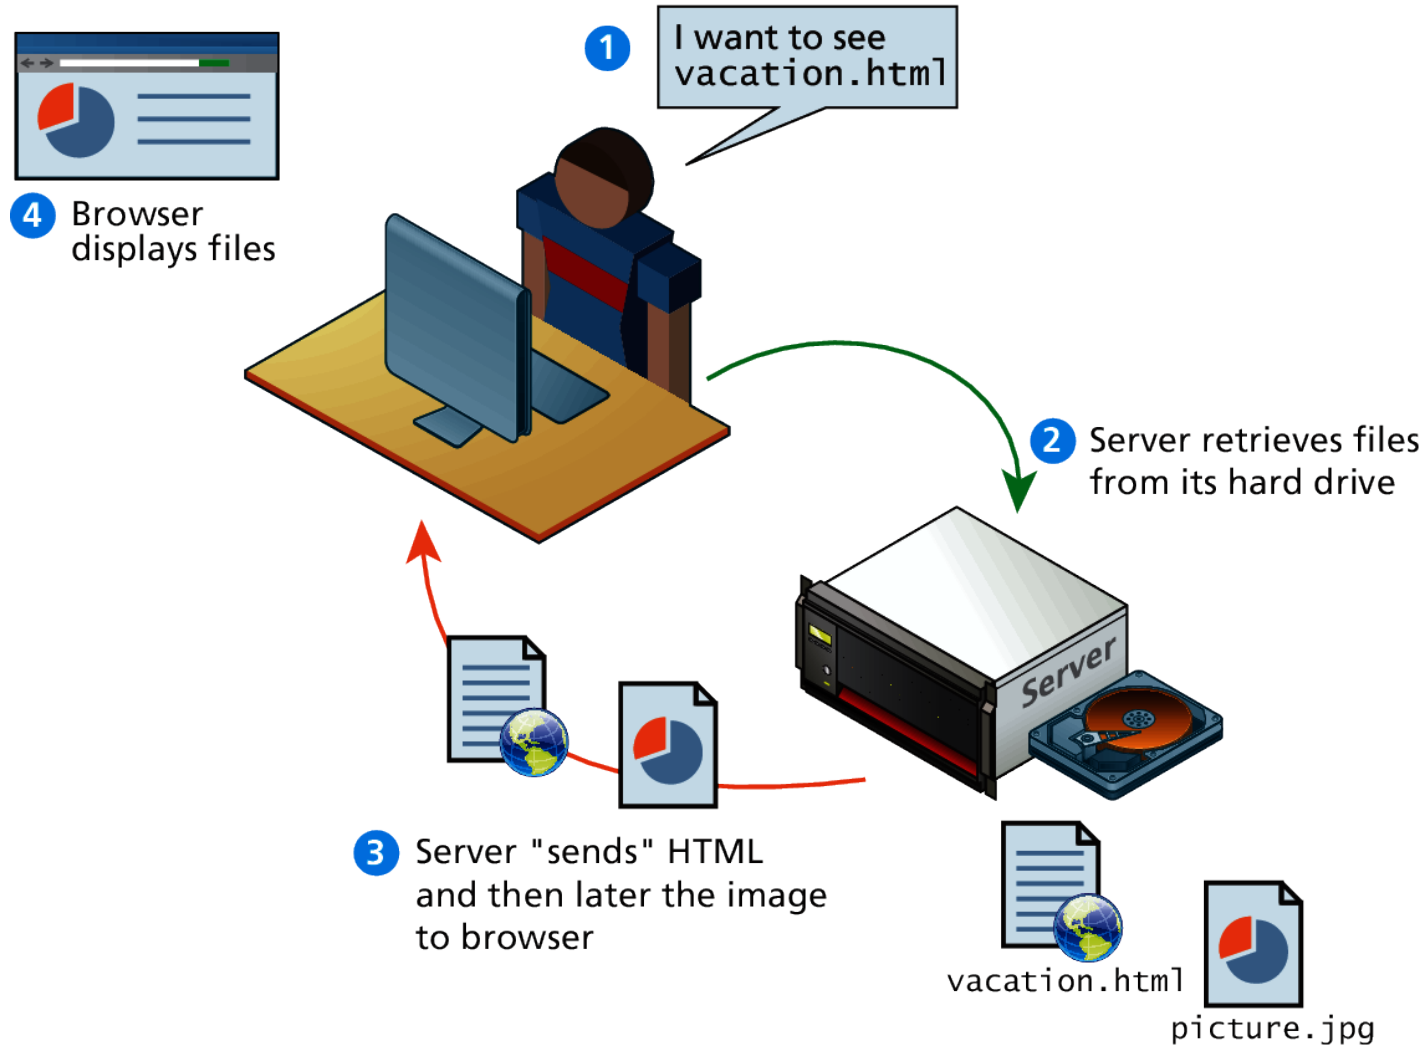 1
I want to see
vacation.html
4
Browser
displays files
2
Server retrieves files
from its hard drive
Server
3
Server "sends" HTML
and then later the image
to browser
vacation.html
picture.jpg